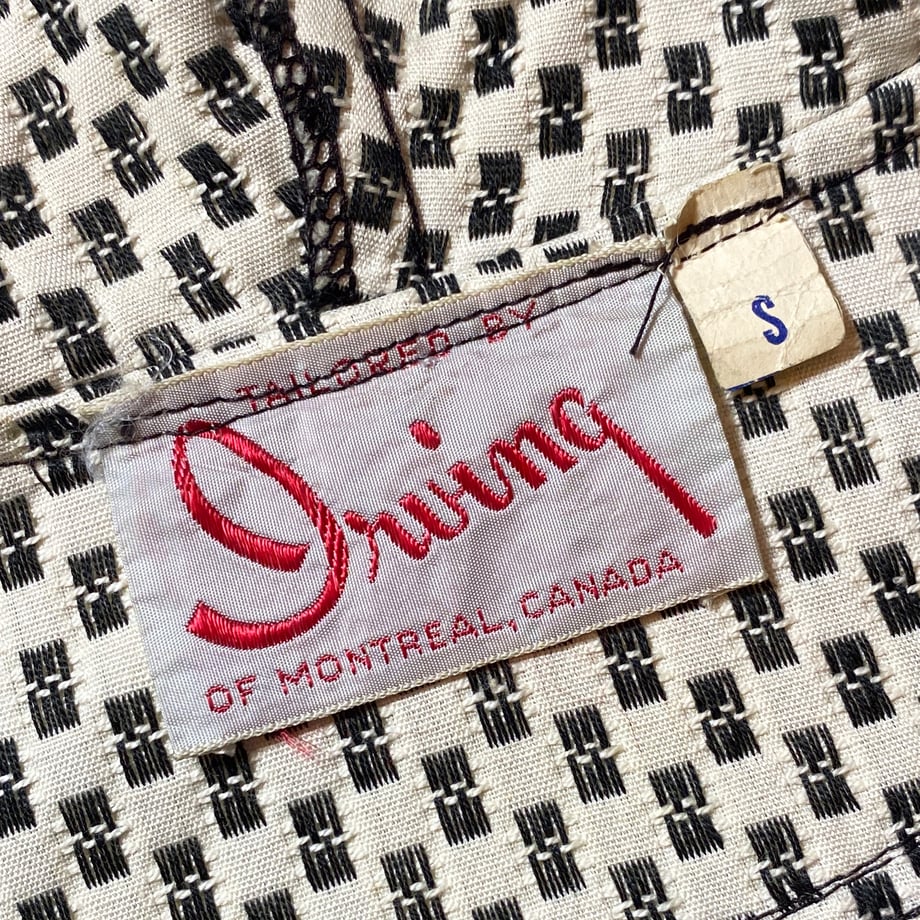 TAILORED BY
Irving
OF MONTREAL, CANADA
S